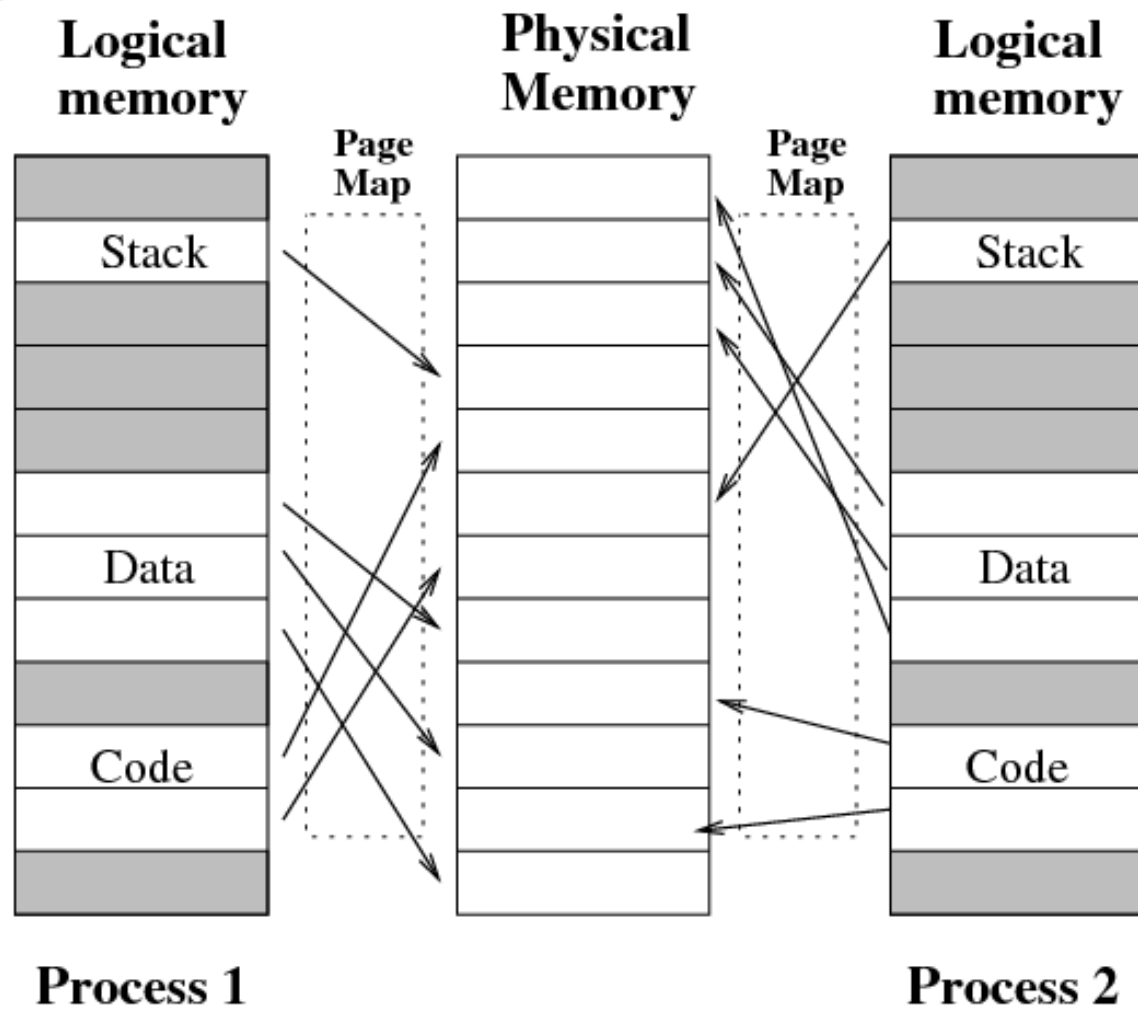 Logical
memory
Physical
Memory
Logical
memory
Page
Map
Page
Map
Stack
Stack
Data
Data
Code
Code
Process 1
Process 2